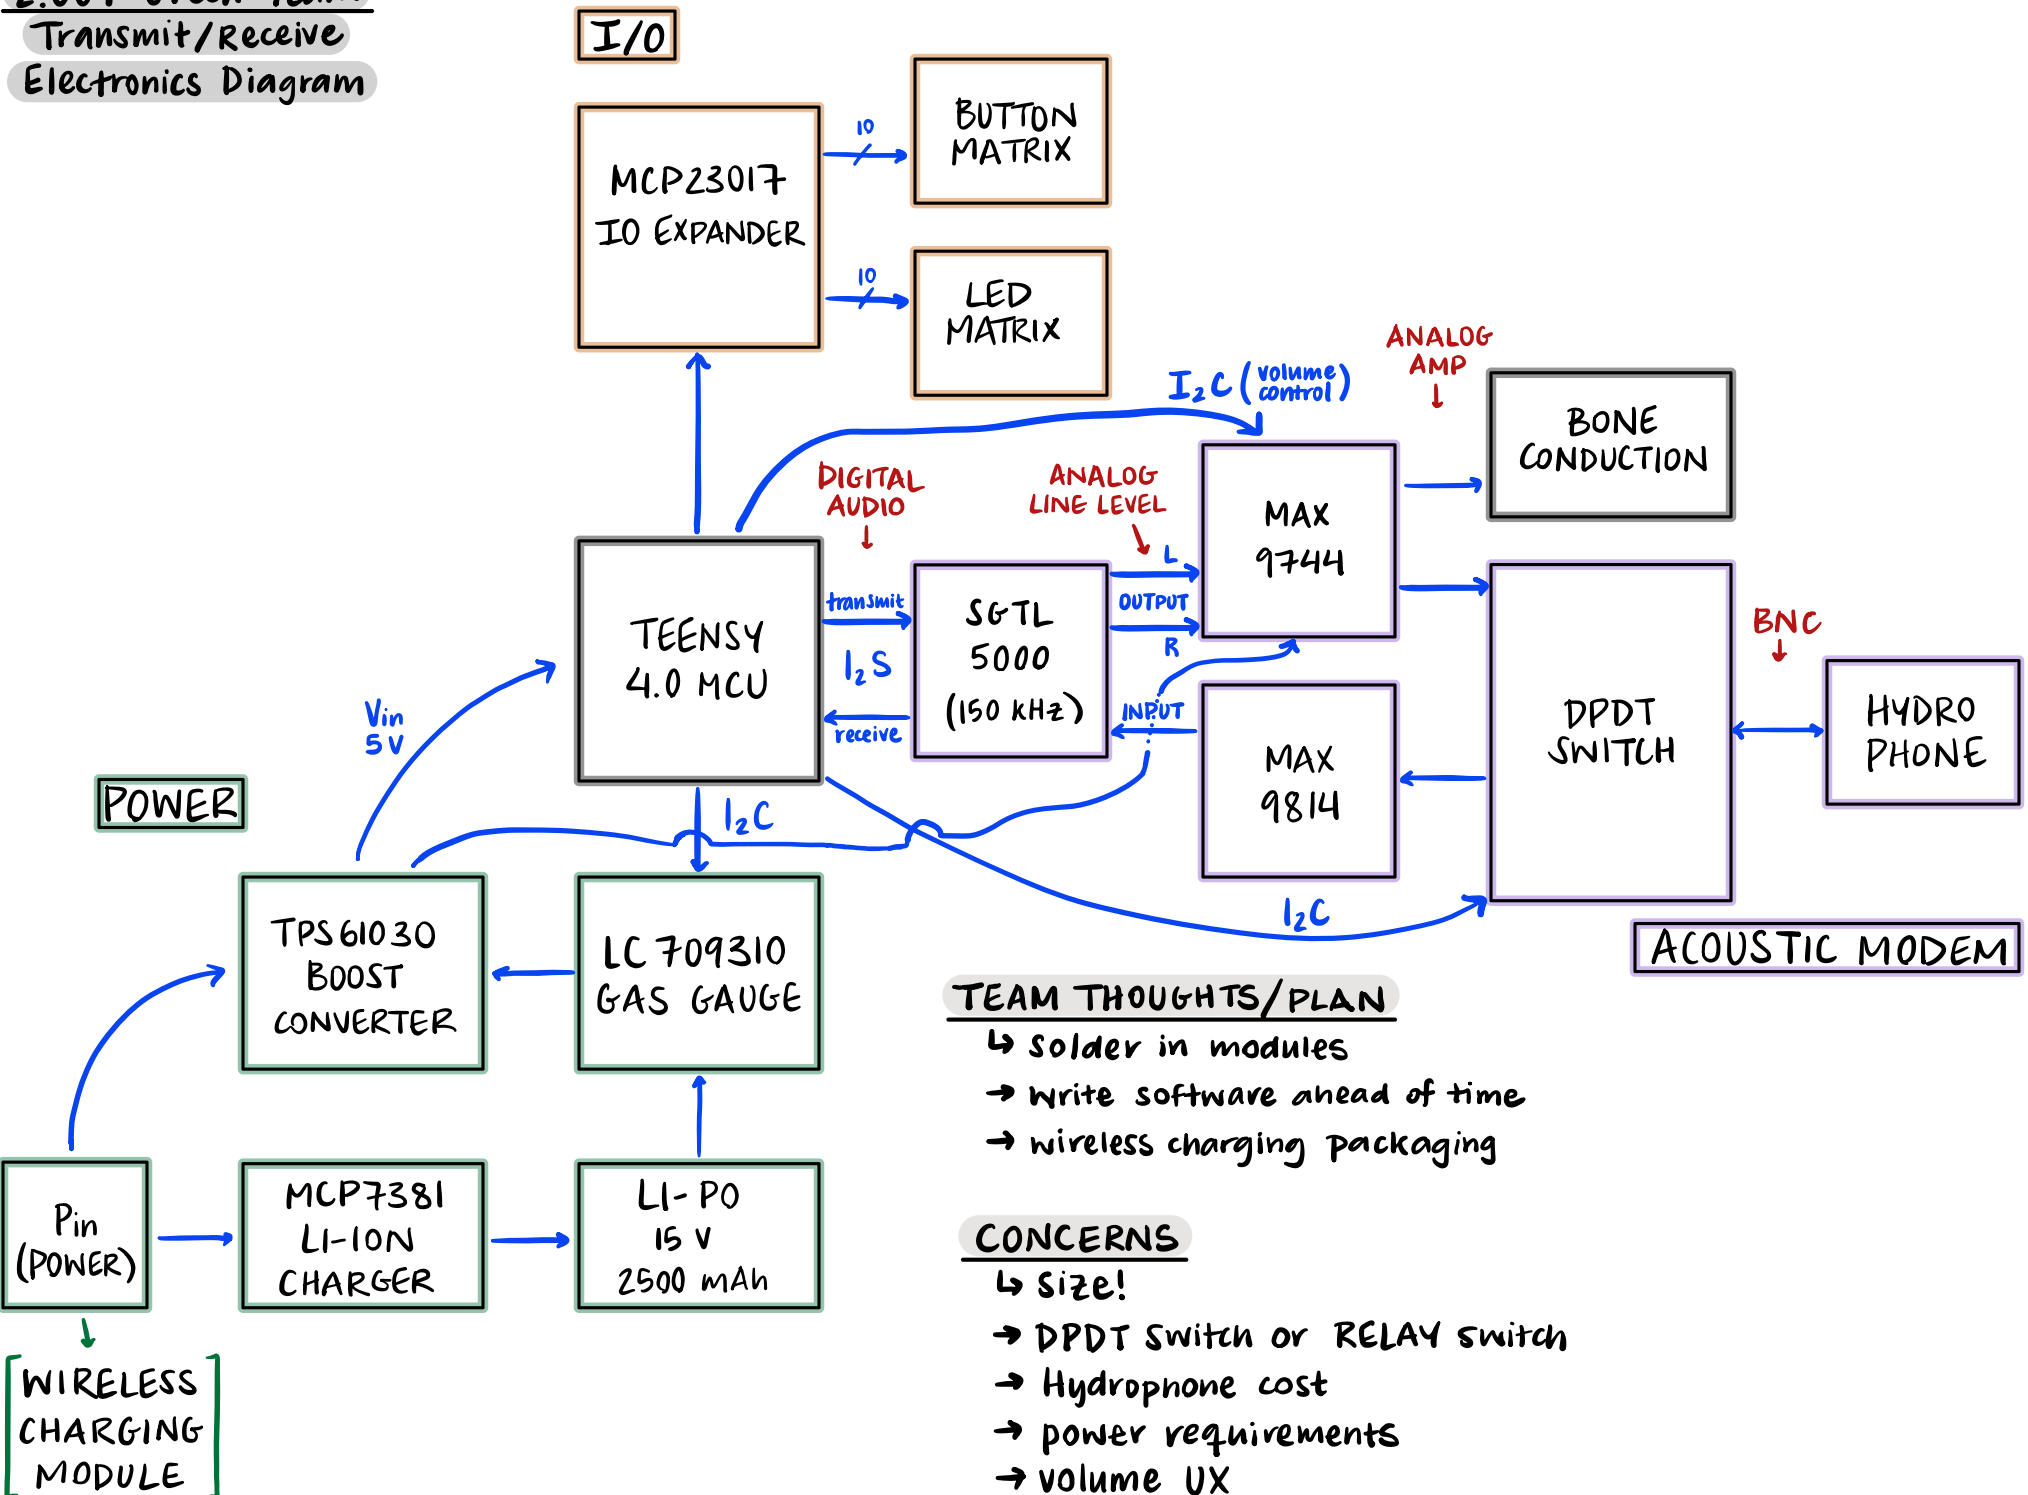 Transmit/Receive
Electronics Diagram
I/O
MCP23017
IO EXPANDER
10
BUTTON
MATRIX
10
LED
MATRIX
I2C (volume
control)
ANALOG
AMP
BONE
CONDUCTION
DIGITAL
AUDIO
ANALOG
LINE LEVEL
MAX
9744
TEENSY
4.0 MCU
transmit
I2S
receive
SGTL
5000
(150 KHz)
L
OUTPUT
R
INPUT
MAX
9814
DPDT
SWITCH
BNC
HYDRO
PHONE
Vin
5V
I2C
I2C
POWER
ACOUSTIC MODEM
TPS61030
BOOST
CONVERTER
LC709310
GAS GAUGE
Pin
(POWER)
MCP7381
LI-ION
CHARGER
LI-PO
15 V
2500 mAh
WIRELESS
CHARGING
MODULE
TEAM THOUGHTS/PLAN
↳ solder in modules
→ write software ahead of time
→ wireless charging packaging
CONCERNS
↳ size!
→ DPDT switch or RELAY switch
→ Hydrophone cost
→ power requirements
→ volume UX